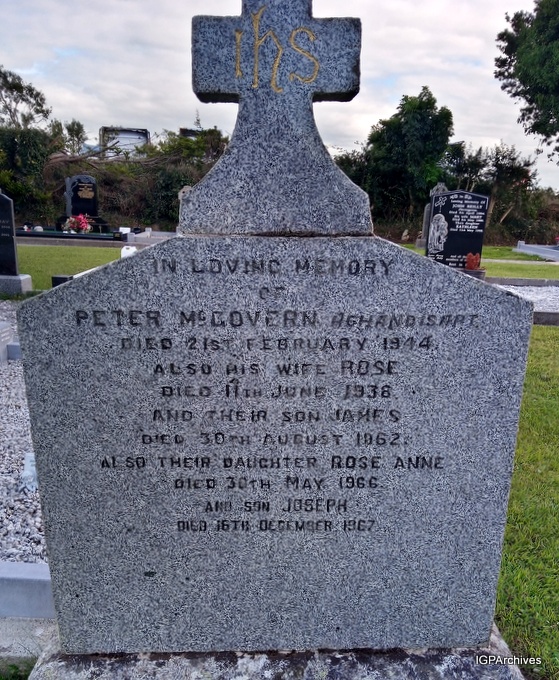 ihs
IN LOVING MEMORY
OF
PETER McGOVERN AGHANDISART
DIED 21ST FEBRUARY 1944
ALSO HIS WIFE ROSE
DIED 11TH JUNE 1938.
AND THEIR SON JAMES
DIED 30TH AUGUST 1962.
ALSO THEIR DAUGHTER ROSE ANNE
DIED 30TH MAY 1966.
AND SON JOSEPH
DIED 16TH DECEMBER 1967
IGPArchives